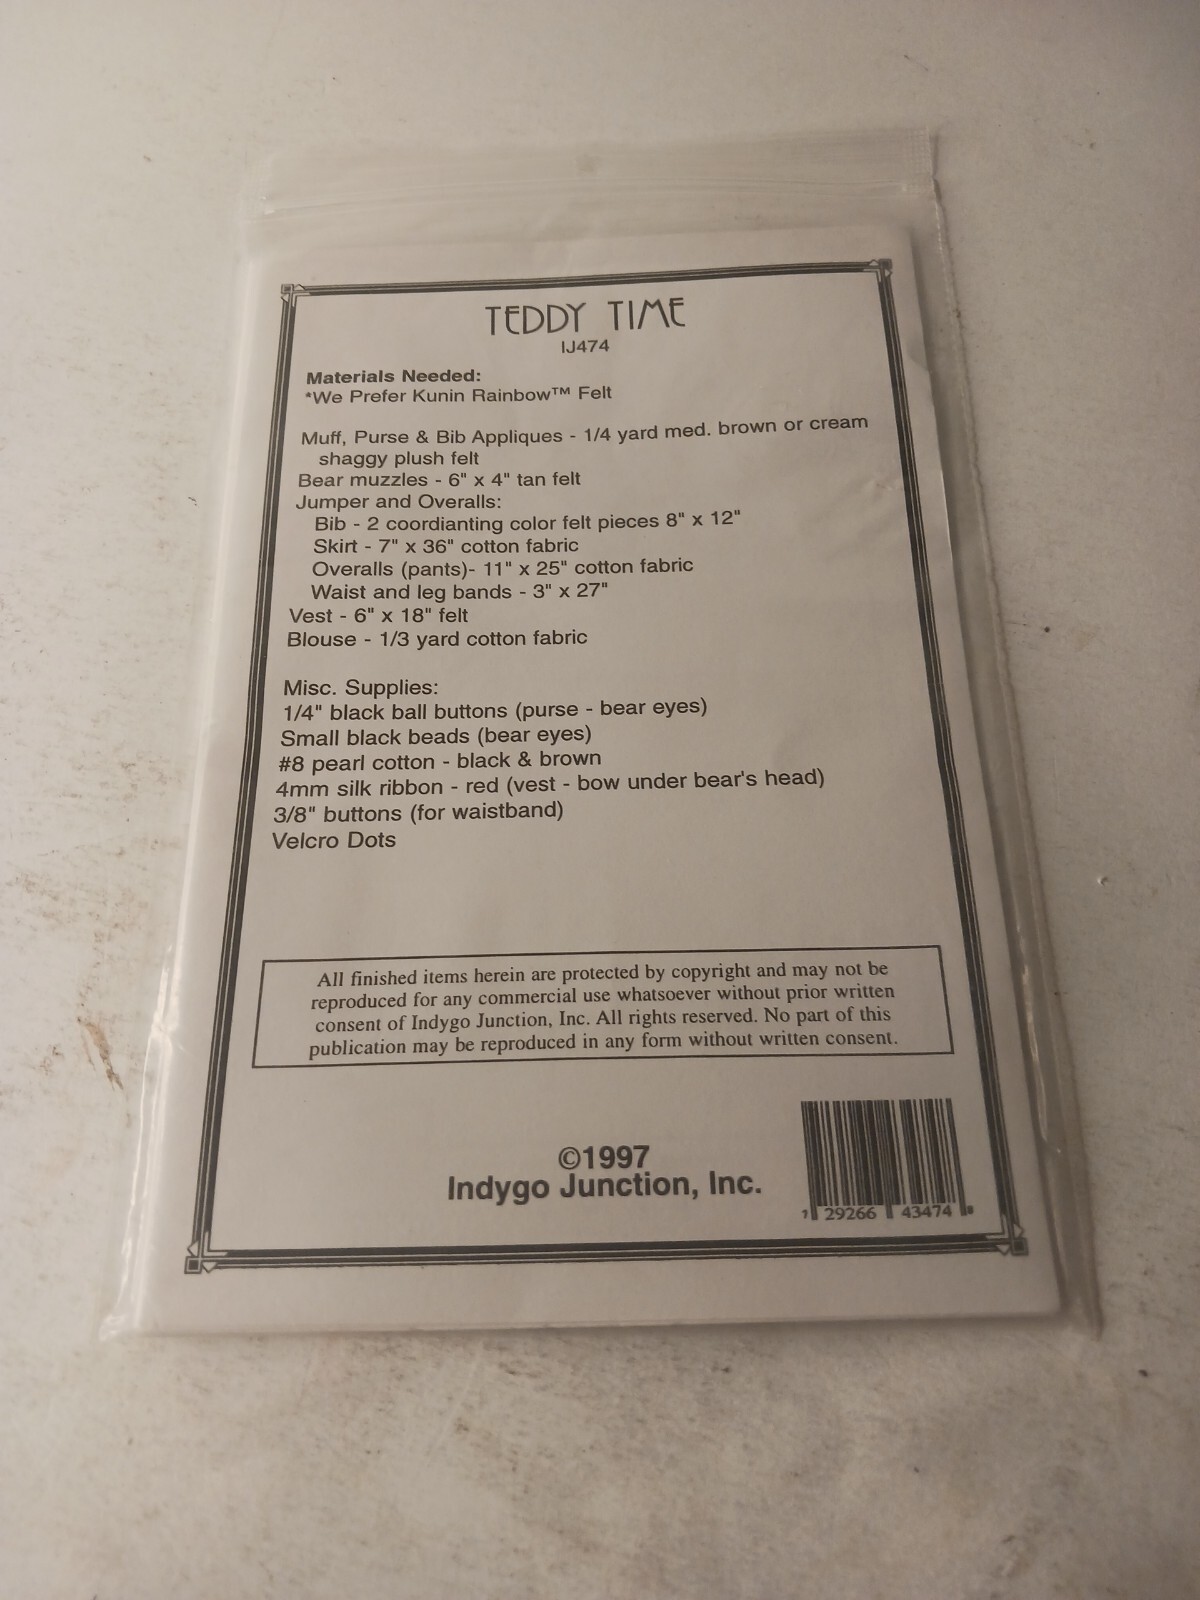 TEDDY TIME
IJ474
Materials Needed:
*We Prefer Kunin Rainbow™ Felt
Muff, Purse & Bib Appliques - 1/4 yard med. brown or cream
shaggy plush felt
Bear muzzles - 6" x 4" tan felt
Jumper and Overalls:
Bib - 2 coordianting color felt pieces 8" x 12"
Skirt - 7" x 36" cotton fabric
Overalls (pants)- 11" x 25" cotton fabric
Waist and leg bands - 3" x 27"
Vest - 6" x 18" felt
Blouse - 1/3 yard cotton fabric
Misc. Supplies:
1/4" black ball buttons (purse - bear eyes)
Small black beads (bear eyes)
#8 pearl cotton - black & brown
4mm silk ribbon - red (vest - bow under bear's head)
3/8" buttons (for waistband)
Velcro Dots
All finished items herein are protected by copyright and may not be
reproduced for any commercial use whatsoever without prior written
consent of Indygo Junction, Inc. All rights reserved. No part of this
publication may be reproduced in any form without written consent.
©1997
Indygo Junction, Inc.
7 29266 43474 8